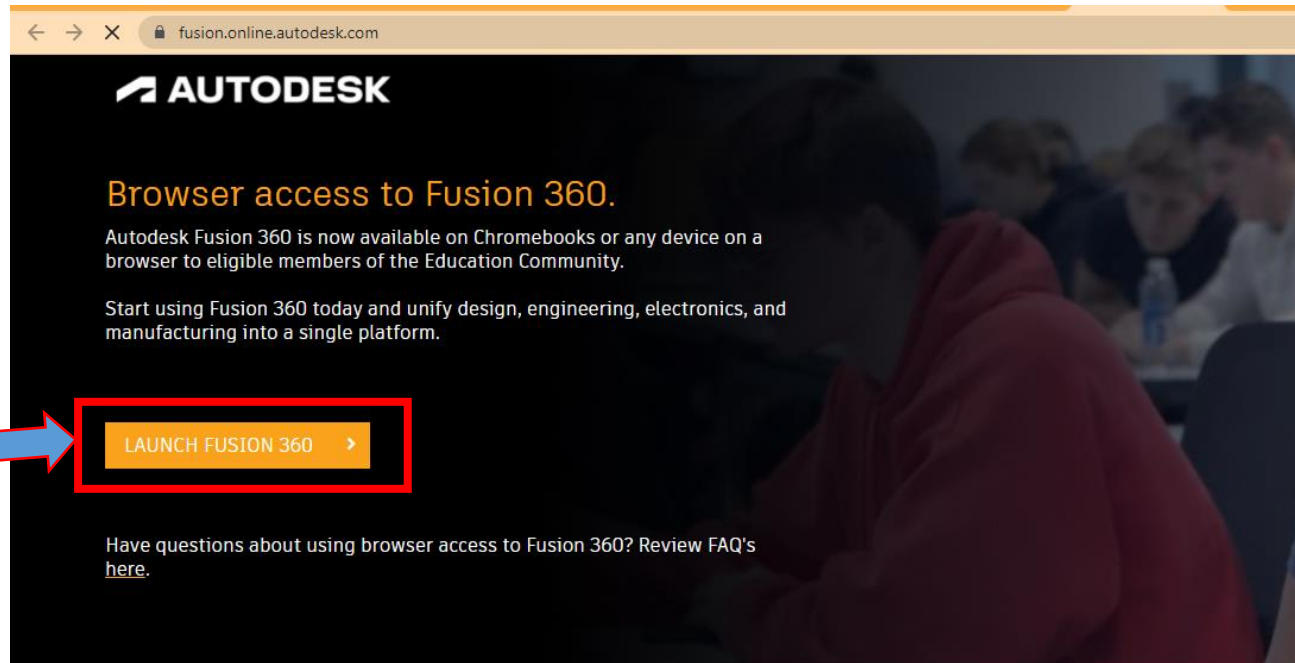 fusion.online.autodesk.com
AUTODESK
Browser access to Fusion 360.
Autodesk Fusion 360 is now available on Chromebooks or any device on a
browser to eligible members of the Education Community.
Start using Fusion 360 today and unify design, engineering, electronics, and
manufacturing into a single platform.
LAUNCH FUSION 360
Have questions about using browser access to Fusion 360? Review FAQ's
here.